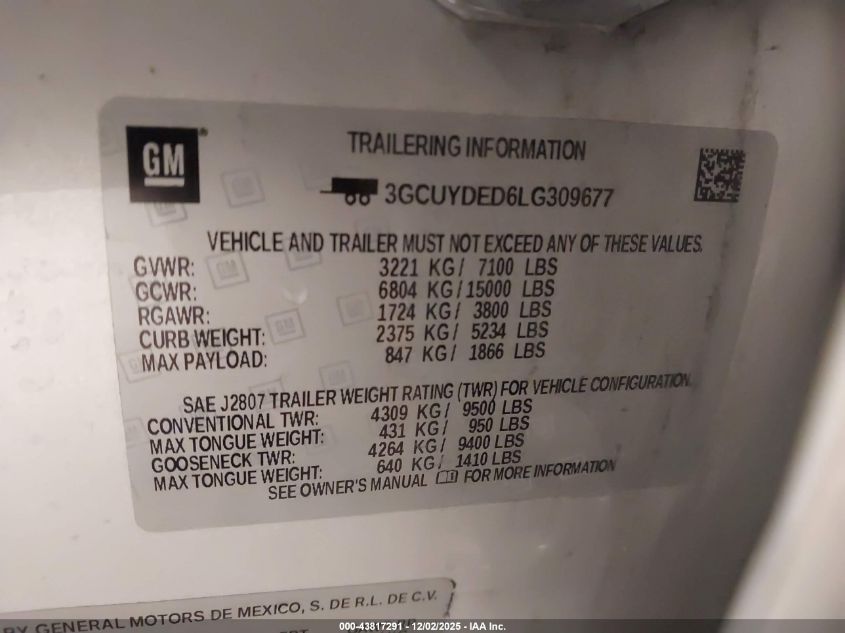 GM
TRAILERING INFORMATION
3GCUYDED6LG309677
VEHICLE AND TRAILER MUST NOT EXCEED ANY OF THESE VALUES.
GVWR: 3221 KG/ 7100 LBS
GCWR: 6804 KG/15000 LBS
RGAWR: 1724 KG/ 3800 LBS
CURB WEIGHT: 2375 KG/ 5234 LBS
MAX PAYLOAD: 847 KG/ 1866 LBS
SAE J2807 TRAILER WEIGHT RATING (TWR) FOR VEHICLE CONFIGURATION.
CONVENTIONAL TWR: 4309 KG/ 9500 LBS
MAX TONGUE WEIGHT: 431 KG/ 950 LBS
GOOSENECK TWR: 4264 KG/ 9400 LBS
MAX TONGUE WEIGHT: 640 KG/ 1410 LBS
SEE OWNER'S MANUAL FOR MORE INFORMATION
BY GENERAL MOTORS DE MEXICO, S. DE R.L. DE C.V.
000-43817291 - 12/02/2025 - IAA Inc.